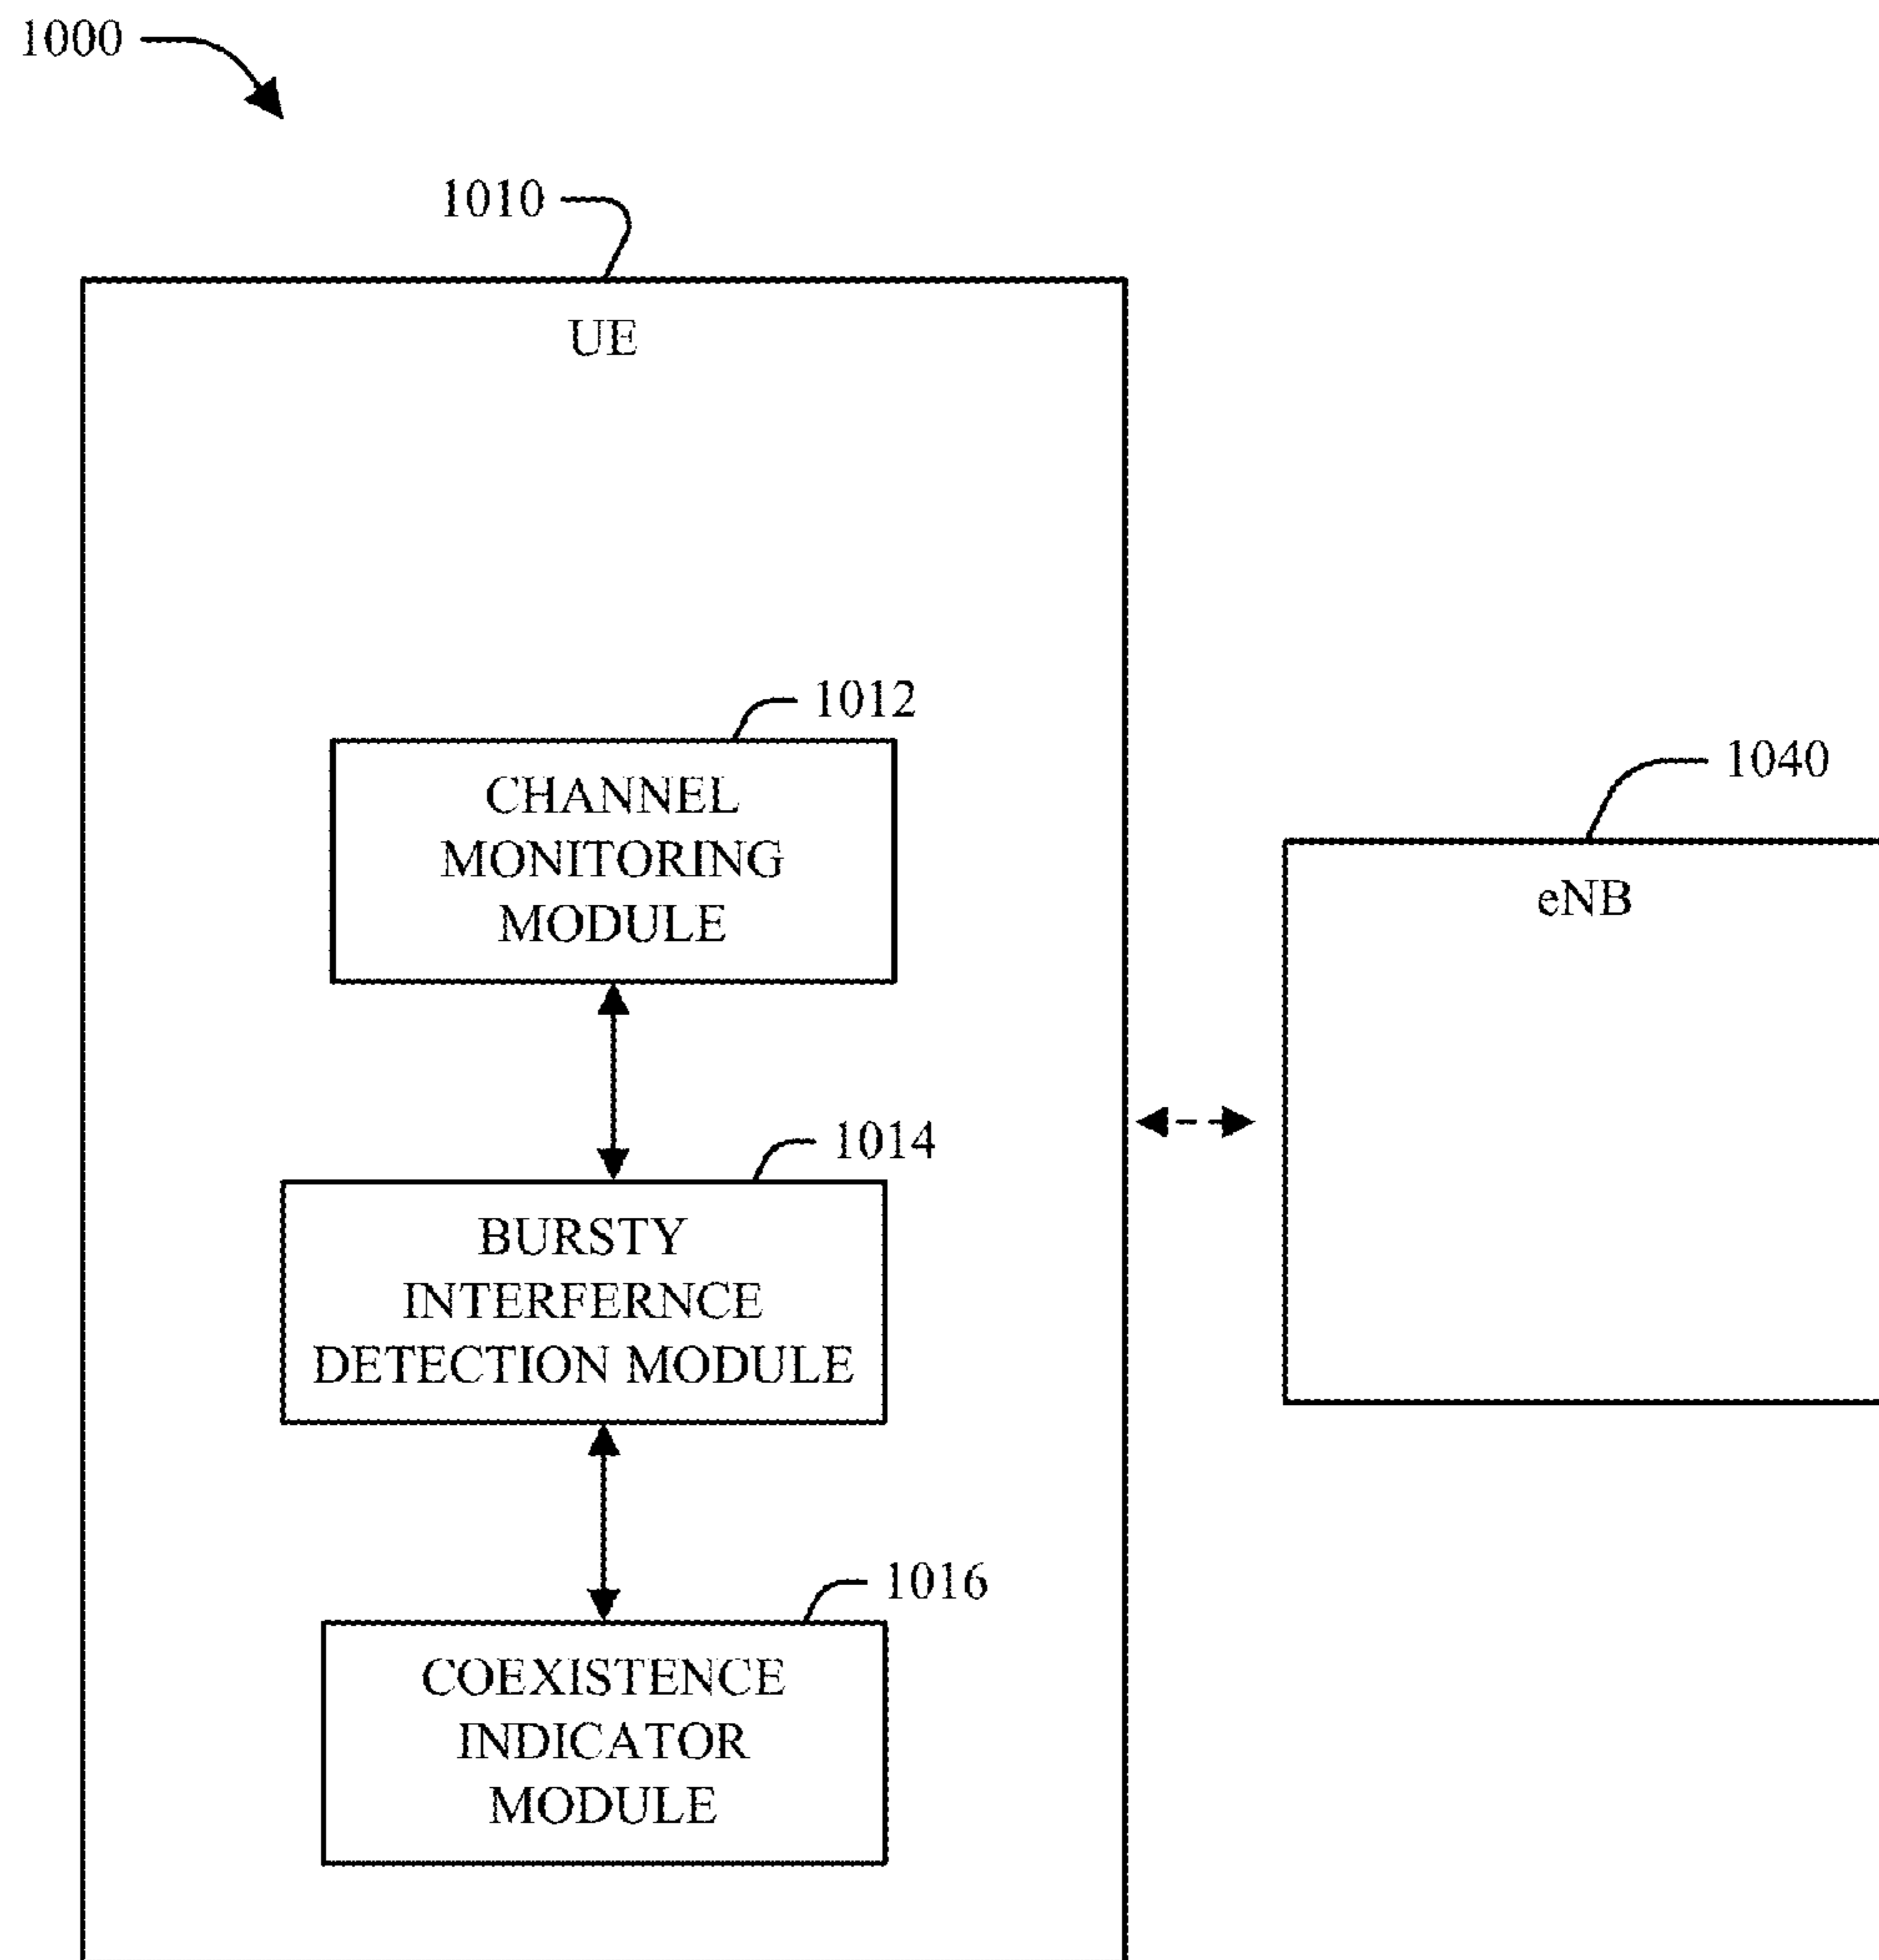 1000
1010
UE
1012
CHANNEL
MONITORING
MODULE
1040
eNB
1014
BURSTY
INTERFERNCE
DETECTION MODULE
1016
COEXISTENCE
INDICATOR
MODULE